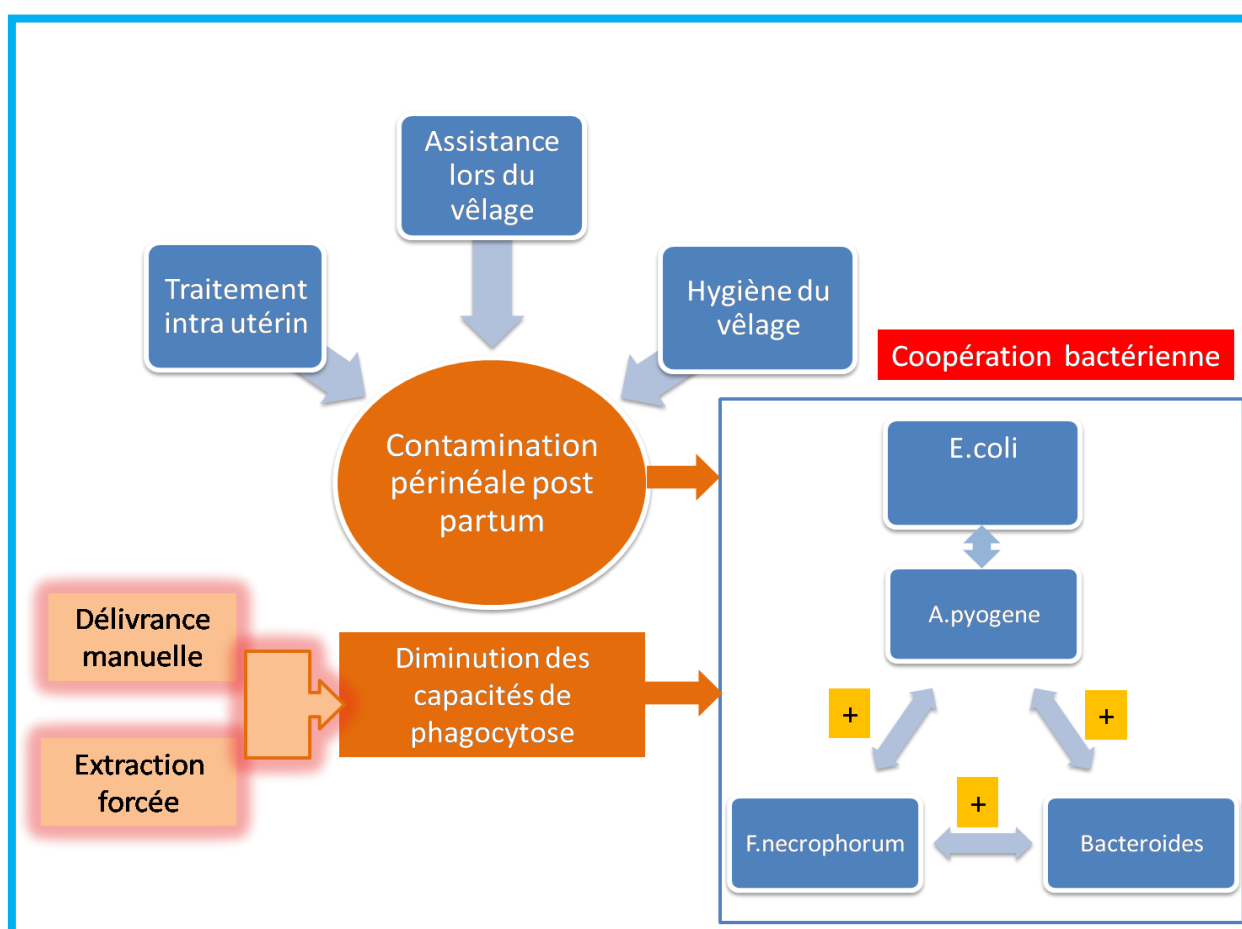 Assistance
lors du
vêlage
Traitement
intra utérin
Hygiène du
vêlage
Coopération bactérienne
Contamination
périnéale post
partum
E.coli
A.pyogene
Délivrance
manuelle
Diminution des
capacités de
phagocytose
Extraction
forcée
+
+
+
F.necrophorum
Bacteroides